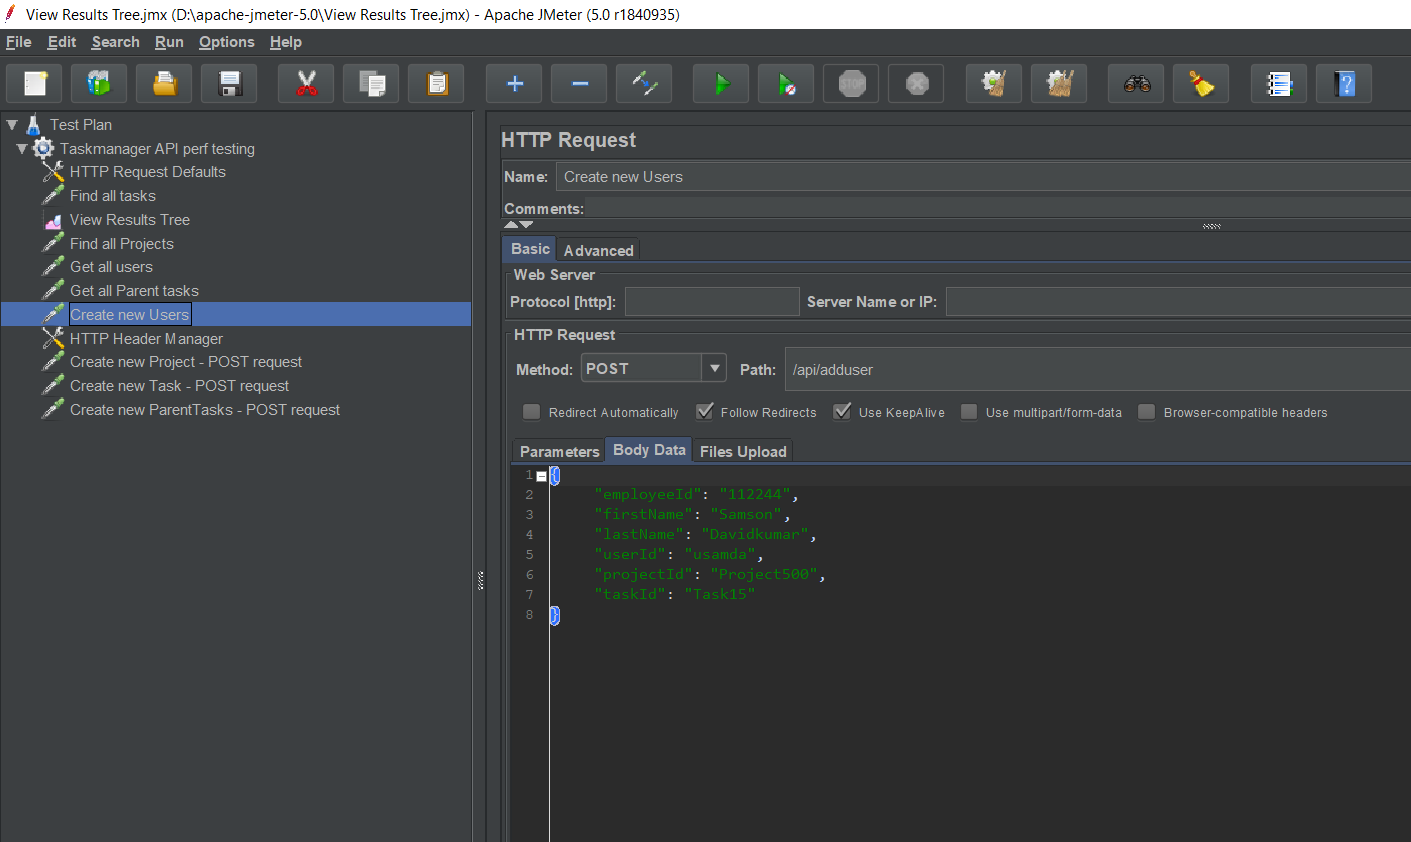 View Results Tree.jmx (D:\apache-jmeter-5.0\View Results Tree.jmx) - Apache JMeter (5.0 r1840935)
File Edit Search Run Options Help
STOP
Test Plan
Taskmanager API perf testing
HTTP Request Defaults
Find all tasks
View Results Tree
Find all Projects
Get all users
Get all Parent tasks
Create new Users
HTTP Header Manager
Create new Project - POST request
Create new Task - POST request
Create new ParentTasks - POST request
HTTP Request
Name: Create new Users
Comments:
Basic Advanced
Web Server
Protocol [http]: Server Name or IP:
HTTP Request
Method: POST Path: /api/adduser
Redirect Automatically Follow Redirects Use KeepAlive Use multipart/form-data Browser-compatible headers
Parameters Body Data Files Upload
1 {
2 "employeeId": "112244",
3 "firstName": "Samson",
4 "lastName": "Davidkumar",
5 "userId": "usamda",
6 "projectId": "Project500",
7 "taskId": "Task15"
8 }